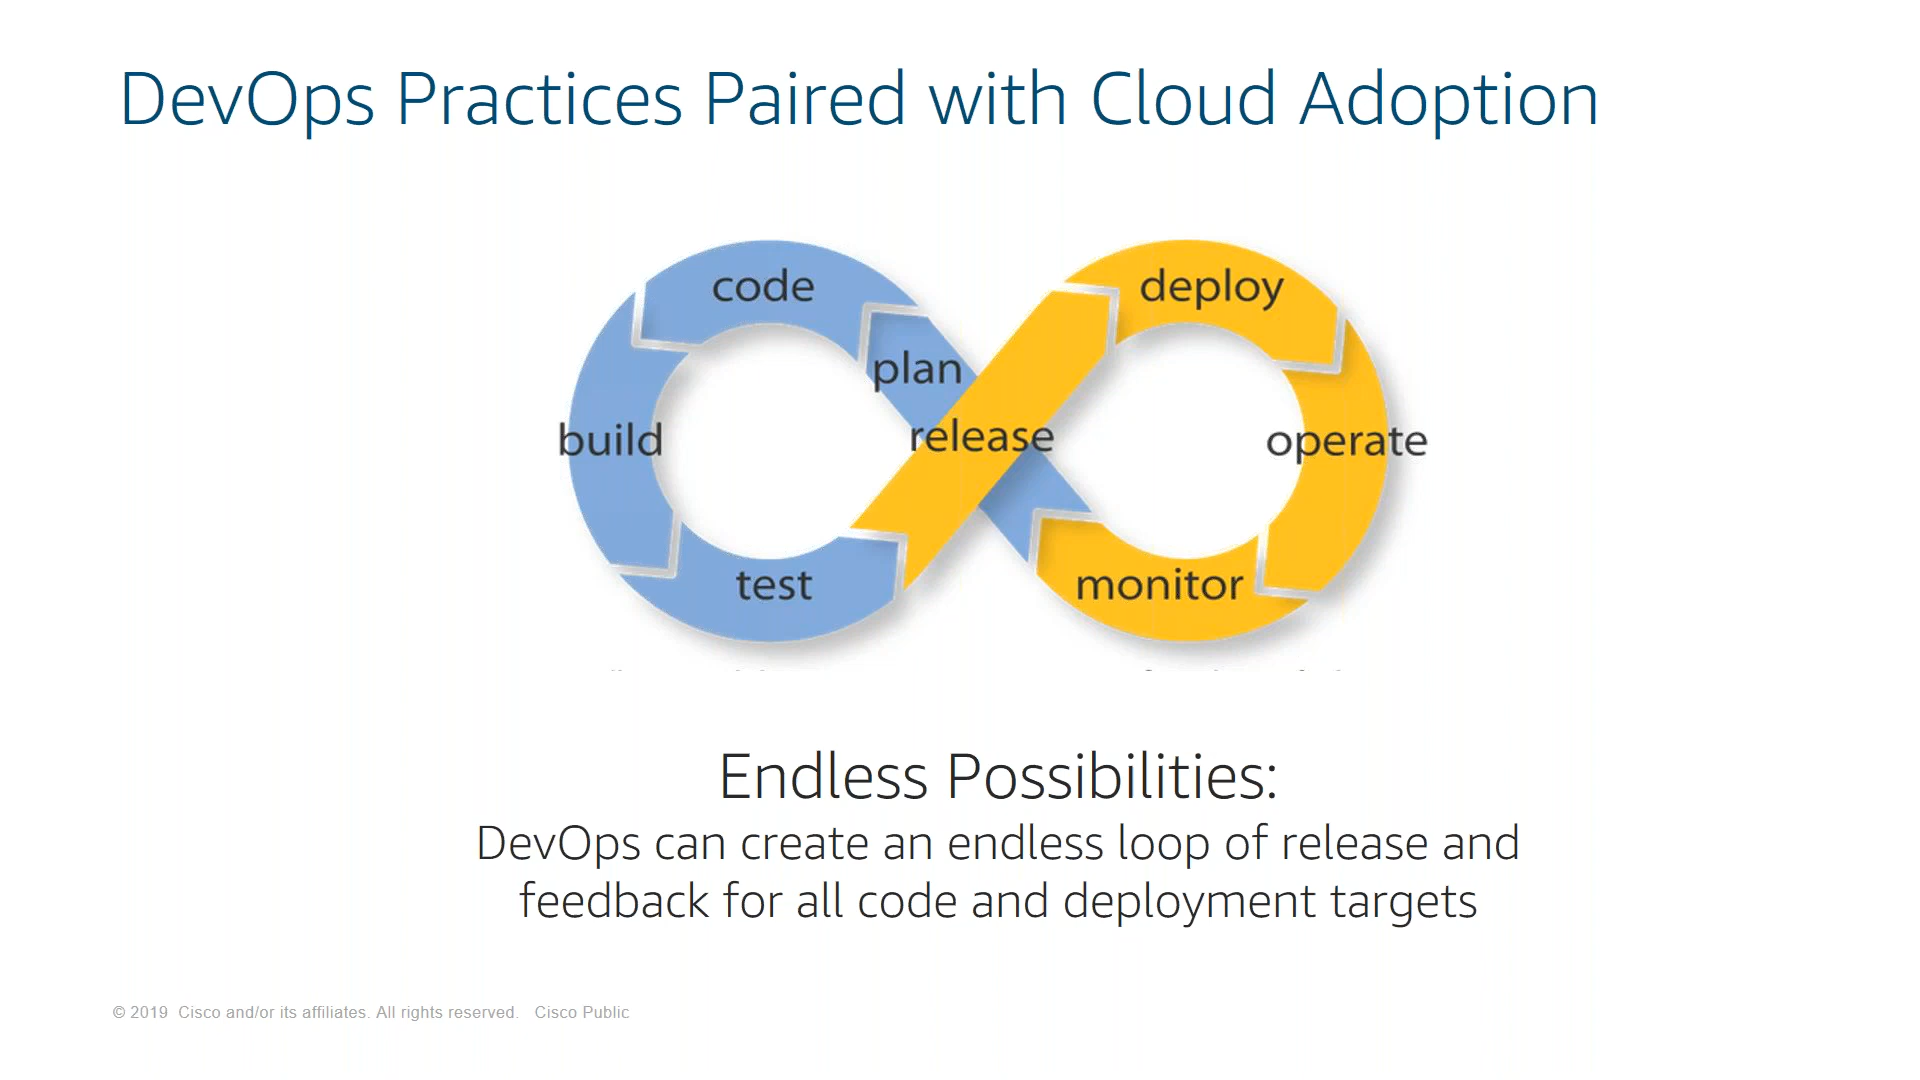 DevOps Practices Paired with Cloud Adoption
code
deploy
plan
build
release
operate
test
monitor
Endless Possibilities:
DevOps can create an endless loop of release and
feedback for all code and deployment targets
© 2019 Cisco and/or its affiliates. All rights reserved. Cisco Public